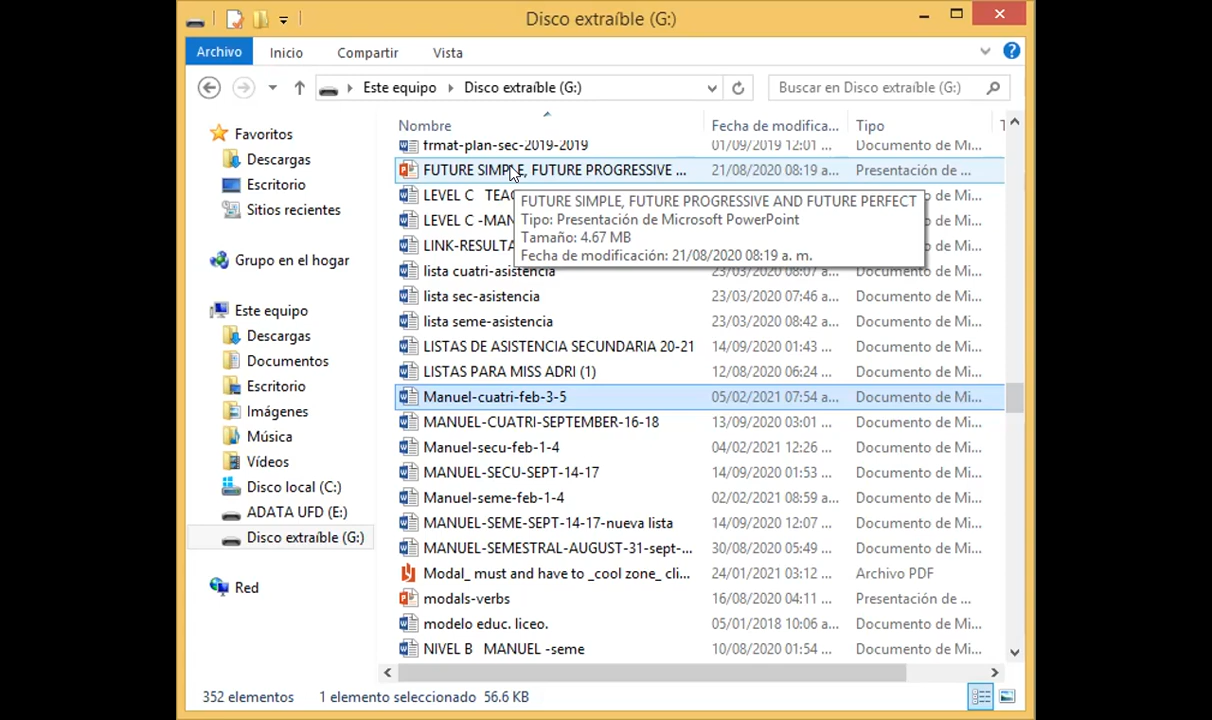 Disco extraíble (G:)
Archivo Inicio Compartir Vista
Este equipo Disco extraíble (G:) Buscar en Disco extraíble (G:)
Nombre Fecha de modifica... Tipo T
Favoritos
Descargas
Escritorio
Sitios recientes
Grupo en el hogar
Este equipo
Descargas
Documentos
Escritorio
Imágenes
Música
Vídeos
Disco local (C:)
ADATA UFD (E:)
Disco extraíble (G:)
Red
frmat-plan-sec-2019-2019 01/09/2019 12:01 ... Documento de Mi...
FUTURE SIMPLE, FUTURE PROGRESSIVE ... 21/08/2020 08:19 a... Presentación de ...
LEVEL C TEAC
LEVEL C -MAN
LINK-RESULTA
FUTURE SIMPLE, FUTURE PROGRESSIVE AND FUTURE PERFECT
Tipo: Presentación de Microsoft PowerPoint
Tamaño: 4.67 MB
Fecha de modificación: 21/08/2020 08:19 a. m.
lista cuatri-asistencia 23/03/2020 08:07 a... Documento de Mi...
lista sec-asistencia 23/03/2020 07:46 a... Documento de Mi...
lista seme-asistencia 23/03/2020 08:42 a... Documento de Mi...
LISTAS DE ASISTENCIA SECUNDARIA 20-21 14/09/2020 01:43 ... Documento de Mi...
LISTAS PARA MISS ADRI (1) 12/08/2020 06:24 ... Documento de Mi...
Manuel-cuatri-feb-3-5 05/02/2021 07:54 a... Documento de Mi...
MANUEL-CUATRI-SEPTEMBER-16-18 13/09/2020 03:01 ... Documento de Mi...
Manuel-secu-feb-1-4 04/02/2021 12:26 ... Documento de Mi...
MANUEL-SECU-SEPT-14-17 14/09/2020 01:53 ... Documento de Mi...
Manuel-seme-feb-1-4 02/02/2021 08:59 a... Documento de Mi...
MANUEL-SEME-SEPT-14-17-nueva lista 14/09/2020 12:07 ... Documento de Mi...
MANUEL-SEMESTRAL-AUGUST-31-sept-... 30/08/2020 05:49 ... Documento de Mi...
Modal_ must and have to _cool zone_ cli... 24/01/2021 03:12 ... Archivo PDF
modals-verbs 16/08/2020 04:11 ... Presentación de ...
modelo educ. liceo. 05/01/2018 10:06 a... Documento de Mi...
NIVEL B MANUEL -seme 10/08/2020 01:54 ... Documento de Mi...
352 elementos 1 elemento seleccionado 56.6 KB